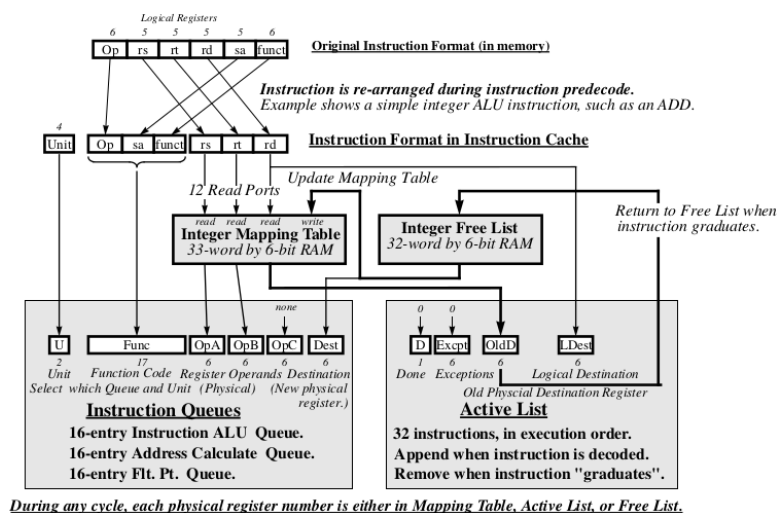 Logical Registers
6 5 5 5 5 6
Op rs rt rd sa funct
Original Instruction Format (in memory)
Instruction is re-arranged during instruction predecode.
Example shows a simple integer ALU instruction, such as an ADD.
4
Instruction Format in Instruction Cache
Unit Op sa funct rs rt rd
Update Mapping Table
12 Read Ports
Return to Free List when
instruction graduates.
read read read write
Integer Mapping Table
33-word by 6-bit RAM
Integer Free List
32-word by 6-bit RAM
none 0 0
U Func OpA OpB OpC Dest D Excpt OldD LDest
2 17 6 6 6 6 1 6 6 6
Unit Function Code Register Operands Destination
Select which Queue and Unit (Physical) (New physical
register.)
Done Exceptions Logical Destination
Old Physcial Destination Register
Instruction Queues
16-entry Instruction ALU Queue.
16-entry Address Calculate Queue.
16-entry Flt. Pt. Queue.
Active List
32 instructions, in execution order.
Append when instruction is decoded.
Remove when instruction "graduates".
During any cycle, each physical register number is either in Mapping Table, Active List, or Free List.